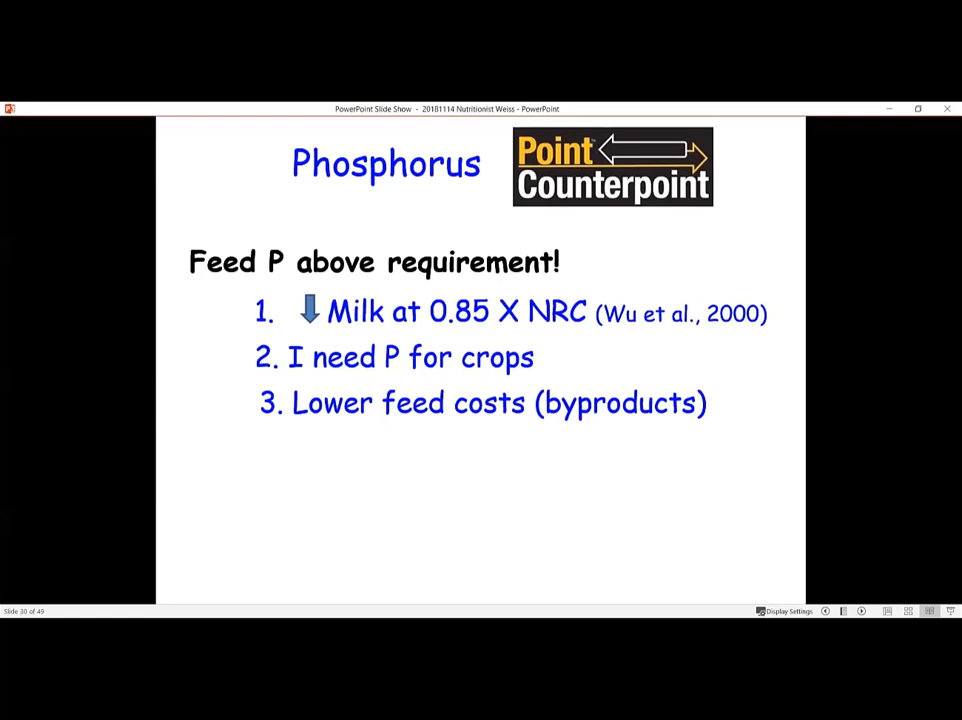 PowerPoint Slide Show - 20181114 Nutritionist Weiss - PowerPoint
Phosphorus
Point
Counterpoint
Feed P above requirement!
1. Milk at 0.85 X NRC (Wu et al., 2000)
2. I need P for crops
3. Lower feed costs (byproducts)
Slide 30 of 49
Display Settings